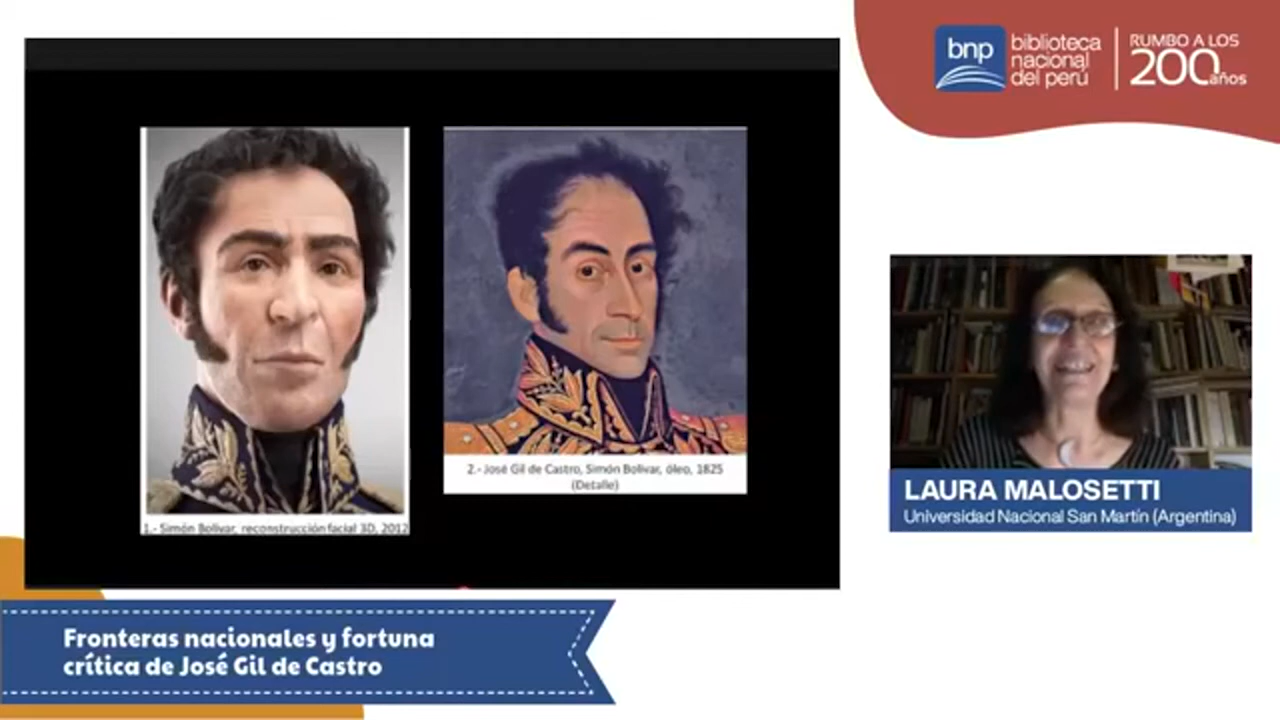 bnp
biblioteca
nacional
del perú
RUMBO A LOS
200 años
1.- Simón Bolívar, reconstrucción facial 3D, 2012
2.- José Gil de Castro, Simón Bolívar, óleo, 1825
(Detalle)
LAURA MALOSETTI
Universidad Nacional San Martín (Argentina)
Fronteras nacionales y fortuna
crítica de José Gil de Castro